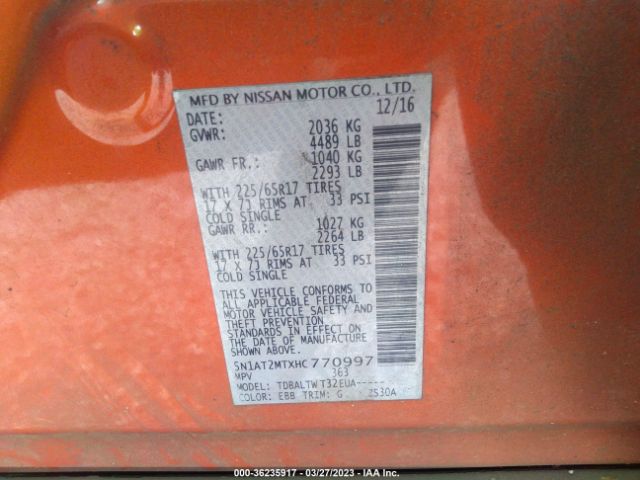 MFD BY NISSAN MOTOR CO., LTD.
DATE: 12/16
GVWR: 2036 KG
4489 LB
GAWR FR.: 1040 KG
2293 LB
WITH 225/65R17 TIRES
17 X 7J RIMS AT 33 PSI
COLD SINGLE
GAWR RR.: 1027 KG
2264 LB
WITH 225/65R17 TIRES
17 X 7J RIMS AT 33 PSI
COLD SINGLE
THIS VEHICLE CONFORMS TO
ALL APPLICABLE FEDERAL
MOTOR VEHICLE SAFETY AND
THEFT PREVENTION
STANDARDS IN EFFECT ON
THE DATE OF MANUFACTURE
SHOWN ABOVE.
5N1AT2MTXHC770997
MPV 363
MODEL: TDBALTWT32EUA-----
COLOR: EBB TRIM: G
000-36235917 - 03/27/2023 - IAA Inc.